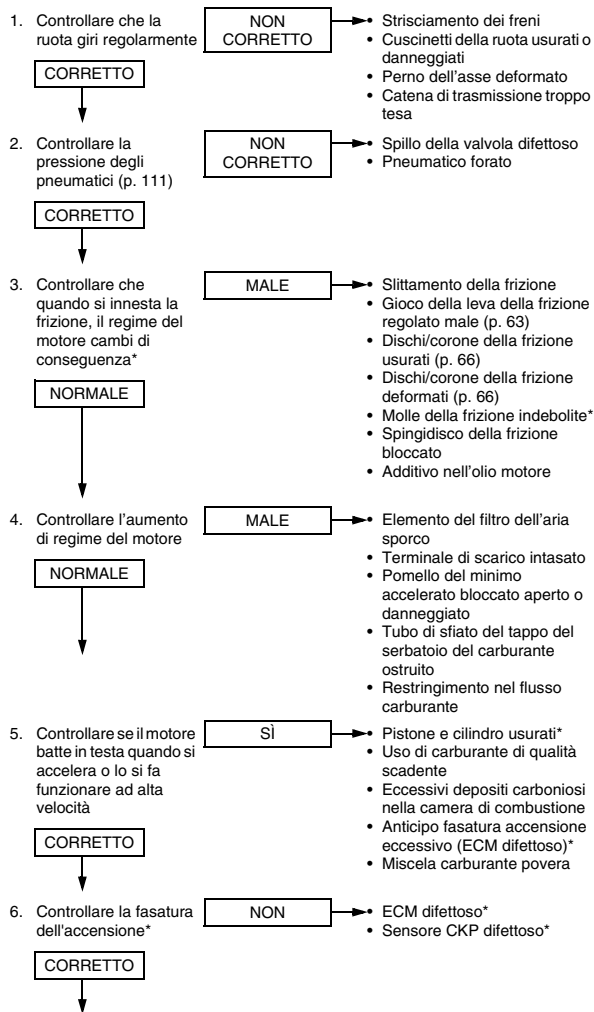 1. Controllare che la
ruota giri regolarmente
NON
CORRETTO
• Strisciamento dei freni
• Cuscinetti della ruota usurati o
danneggiati
• Perno dell'asse deformato
• Catena di trasmissione troppo
tesa
CORRETTO
2. Controllare la
pressione degli
pneumatici (p. 111)
NON
CORRETTO
• Spillo della valvola difettoso
• Pneumatico forato
CORRETTO
3. Controllare che
quando si innesta la
frizione, il regime del
motore cambi di
conseguenza*
MALE
• Slittamento della frizione
• Gioco della leva della frizione
regolato male (p. 63)
• Dischi/corone della frizione
usurati (p. 66)
• Dischi/corone della frizione
deformati (p. 66)
• Molle della frizione indebolite*
• Spingidisco della frizione
bloccato
• Additivo nell'olio motore
NORMALE
4. Controllare l'aumento
di regime del motore
MALE
• Elemento del filtro dell'aria
sporco
• Terminale di scarico intasato
• Pomello del minimo
accelerato bloccato aperto o
danneggiato
• Tubo di sfiato del tappo del
serbatoio del carburante
ostruito
• Restringimento nel flusso
carburante
NORMALE
5. Controllare se il motore
batte in testa quando si
accelera o lo si fa
funzionare ad alta
velocità
SÌ
• Pistone e cilindro usurati*
• Uso di carburante di qualità
scadente
• Eccessivi depositi carboniosi
nella camera di combustione
• Anticipo fasatura accensione
eccessivo (ECM difettoso)*
• Miscela carburante povera
CORRETTO
6. Controllare la fasatura
dell'accensione*
NON
• ECM difettoso*
• Sensore CKP difettoso*
CORRETTO